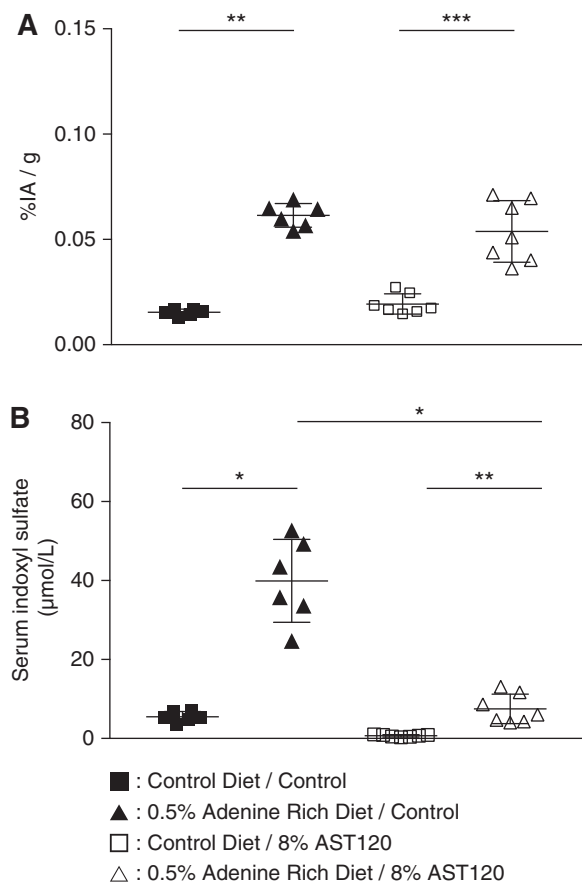 A
0.15
**
***
0.10
%IA / g
0.05
0.00
B
80
*
60
*
**
Serum indoxyl sulfate
(μmol/L)
40
20
0
■ : Control Diet / Control
▲ : 0.5% Adenine Rich Diet / Control
□ : Control Diet / 8% AST120
△ : 0.5% Adenine Rich Diet / 8% AST120